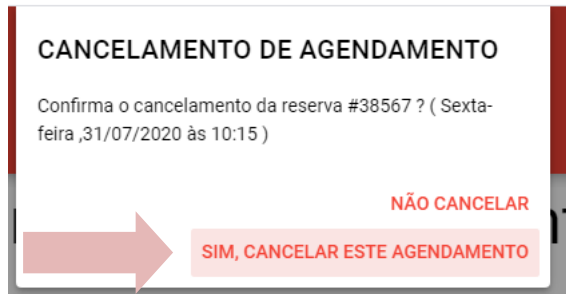 CANCELAMENTO DE AGENDAMENTO
Confirma o cancelamento da reserva #38567 ? ( Sexta-
feira ,31/07/2020 às 10:15 )
NÃO CANCELAR
SIM, CANCELAR ESTE AGENDAMENTO